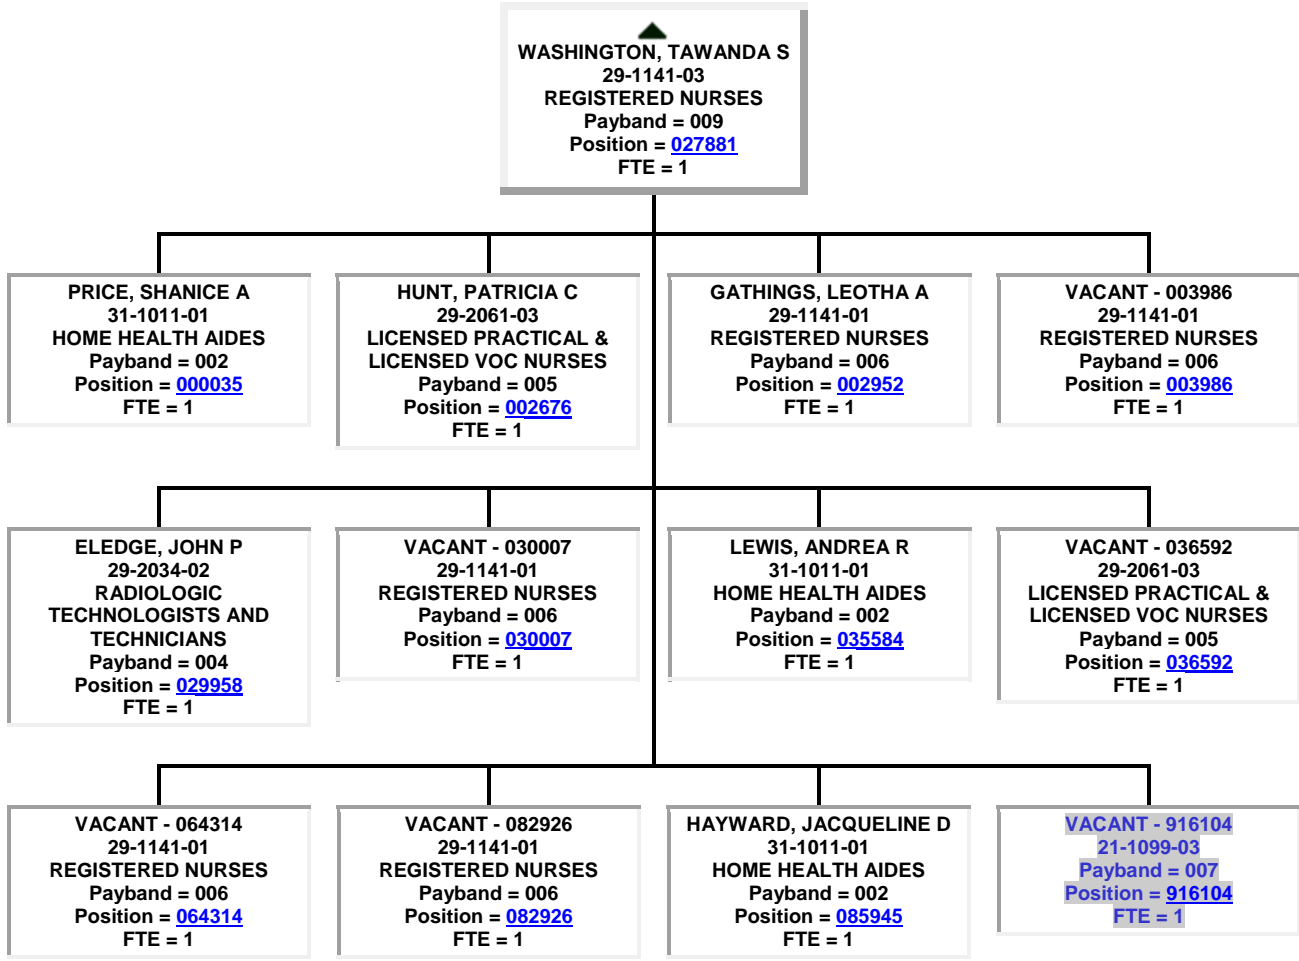 WASHINGTON, TAWANDA S
29-1141-03
REGISTERED NURSES
Payband = 009
Position = 027881
FTE = 1
PRICE, SHANICE A
31-1011-01
HOME HEALTH AIDES
Payband = 002
Position = 000035
FTE = 1
HUNT, PATRICIA C
29-2061-03
LICENSED PRACTICAL &
LICENSED VOC NURSES
Payband = 005
Position = 002676
FTE = 1
GATHINGS, LEOTHA A
29-1141-01
REGISTERED NURSES
Payband = 006
Position = 002952
FTE = 1
VACANT - 003986
29-1141-01
REGISTERED NURSES
Payband = 006
Position = 003986
FTE = 1
ELEDGE, JOHN P
29-2034-02
RADIOLOGIC
TECHNOLOGISTS AND
TECHNICIANS
Payband = 004
Position = 029958
FTE = 1
VACANT - 030007
29-1141-01
REGISTERED NURSES
Payband = 006
Position = 030007
FTE = 1
LEWIS, ANDREA R
31-1011-01
HOME HEALTH AIDES
Payband = 002
Position = 035584
FTE = 1
VACANT - 036592
29-2061-03
LICENSED PRACTICAL &
LICENSED VOC NURSES
Payband = 005
Position = 036592
FTE = 1
VACANT - 064314
29-1141-01
REGISTERED NURSES
Payband = 006
Position = 064314
FTE = 1
VACANT - 082926
29-1141-01
REGISTERED NURSES
Payband = 006
Position = 082926
FTE = 1
HAYWARD, JACQUELINE D
31-1011-01
HOME HEALTH AIDES
Payband = 002
Position = 085945
FTE = 1
VACANT - 916104
21-1099-03
Payband = 007
Position = 916104
FTE = 1